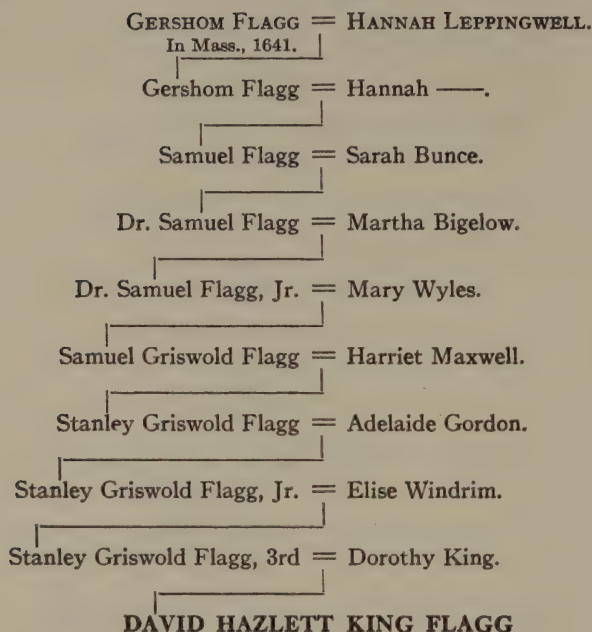 GERSHOM FLAGG = HANNAH LEPPINGWELL.
In Mass., 1641.
Gershom Flagg = Hannah ——.
Samuel Flagg = Sarah Bunce.
Dr. Samuel Flagg = Martha Bigelow.
Dr. Samuel Flagg, Jr. = Mary Wyles.
Samuel Griswold Flagg = Harriet Maxwell.
Stanley Griswold Flagg = Adelaide Gordon.
Stanley Griswold Flagg, Jr. = Elise Windrim.
Stanley Griswold Flagg, 3rd = Dorothy King.
DAVID HAZLETT KING FLAGG